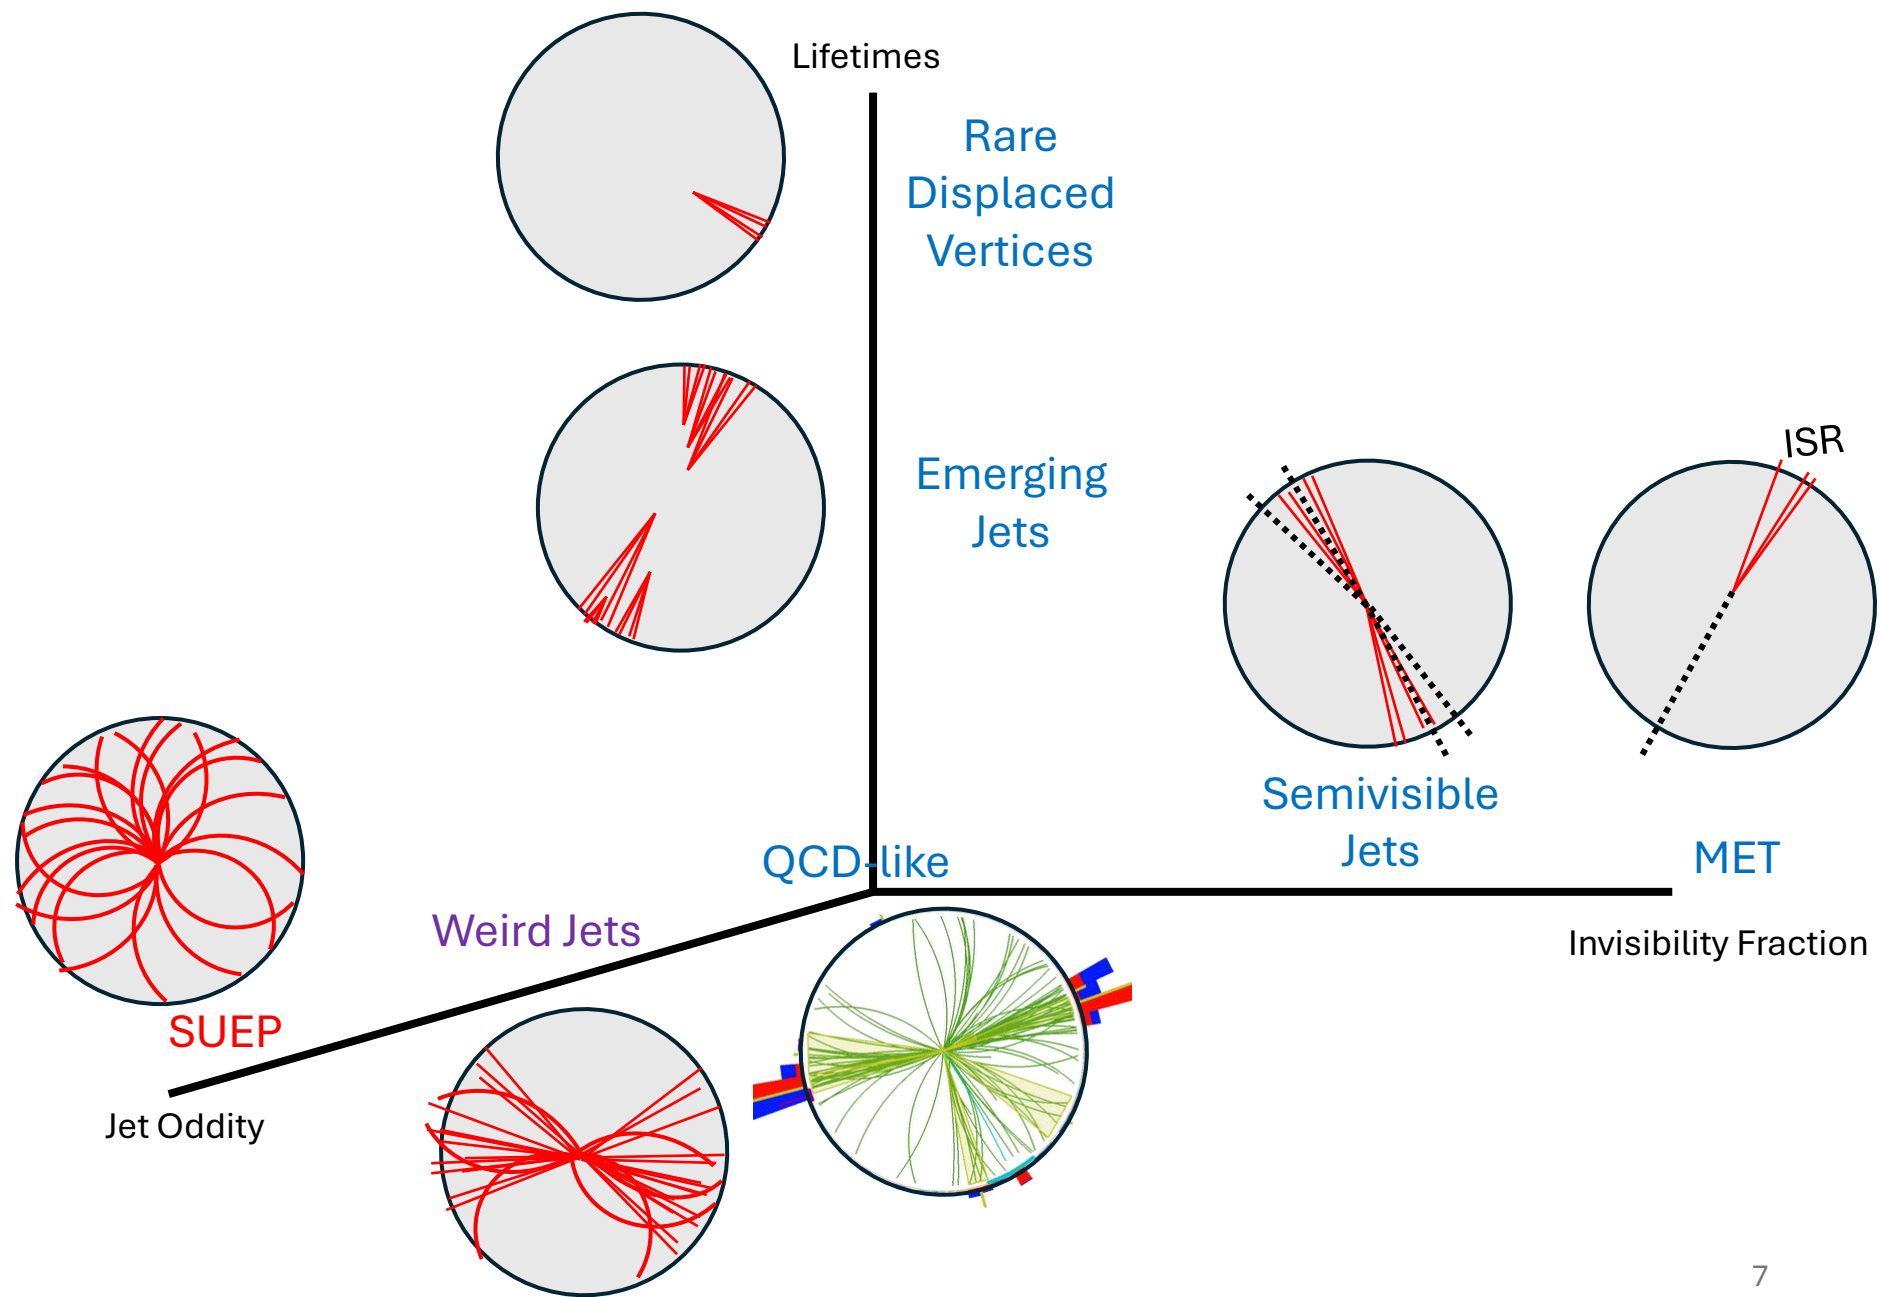 Lifetimes
Rare
Displaced
Vertices
ISR
Emerging
Jets
Semivisible
Jets
MET
QCD-like
Weird Jets
Invisibility Fraction
SUEP
Jet Oddity
7